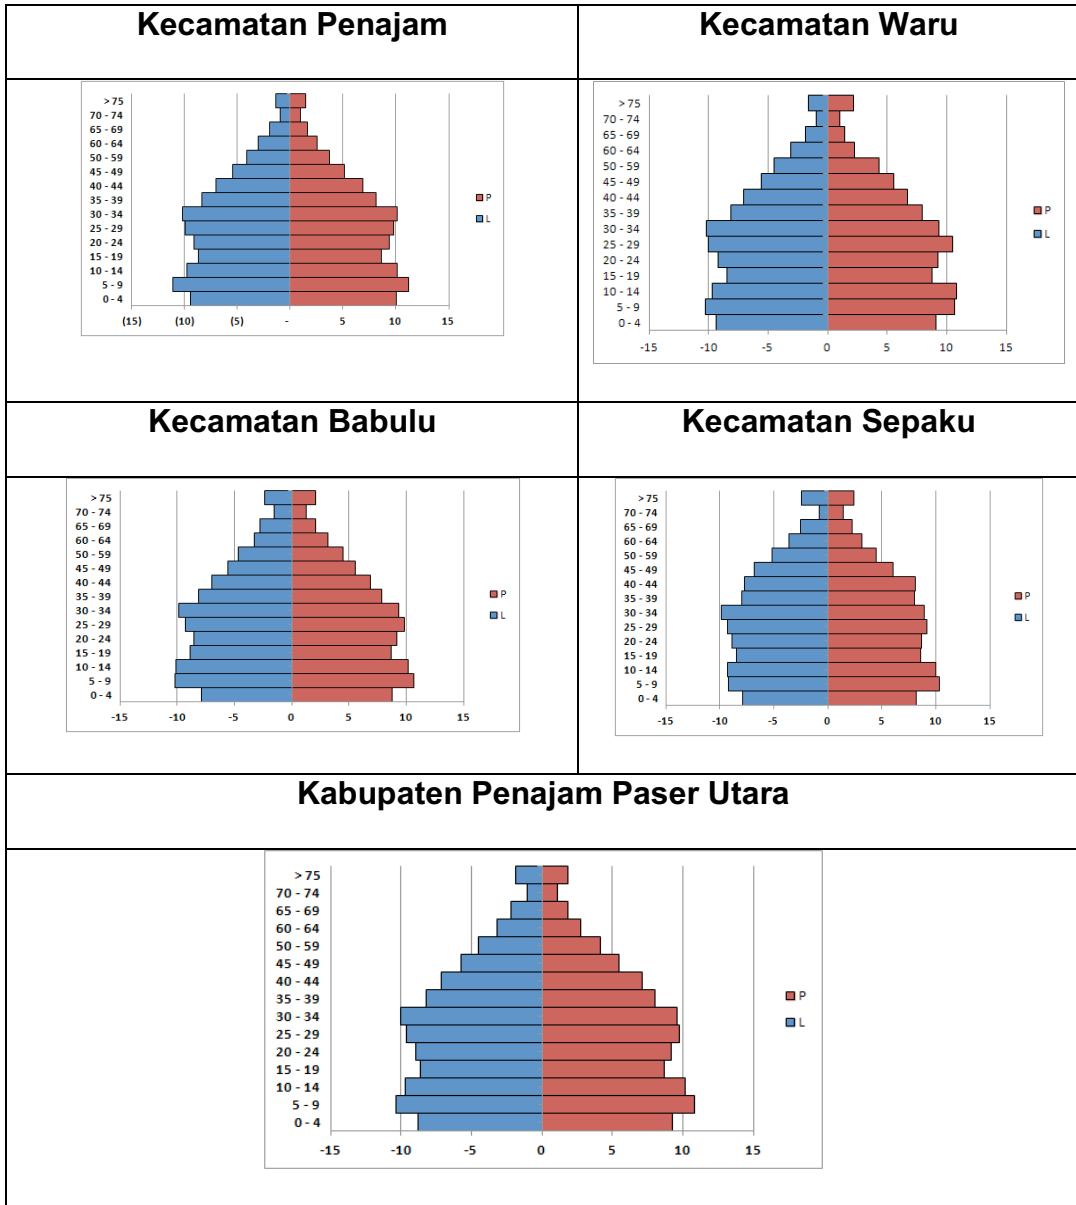 Kecamatan Penajam
> 75
70 - 74
65 - 69
60 - 64
50 - 59
45 - 49
40 - 44
35 - 39
30 - 34
25 - 29
20 - 24
15 - 19
10 - 14
5 - 9
0 - 4
(15) (10) (5) - 5 10 15
P
L
Kecamatan Waru
> 75
70 - 74
65 - 69
60 - 64
50 - 59
45 - 49
40 - 44
35 - 39
30 - 34
25 - 29
20 - 24
15 - 19
10 - 14
5 - 9
0 - 4
-15 -10 -5 0 5 10 15
P
L
Kecamatan Babulu
> 75
70 - 74
65 - 69
60 - 64
50 - 59
45 - 49
40 - 44
35 - 39
30 - 34
25 - 29
20 - 24
15 - 19
10 - 14
5 - 9
0 - 4
-15 -10 -5 0 5 10 15
P
L
Kecamatan Sepaku
> 75
70 - 74
65 - 69
60 - 64
50 - 59
45 - 49
40 - 44
35 - 39
30 - 34
25 - 29
20 - 24
15 - 19
10 - 14
5 - 9
0 - 4
-15 -10 -5 0 5 10 15
P
L
Kabupaten Penajam Paser Utara
> 75
70 - 74
65 - 69
60 - 64
50 - 59
45 - 49
40 - 44
35 - 39
30 - 34
25 - 29
20 - 24
15 - 19
10 - 14
5 - 9
0 - 4
-15 -10 -5 0 5 10 15
P
L